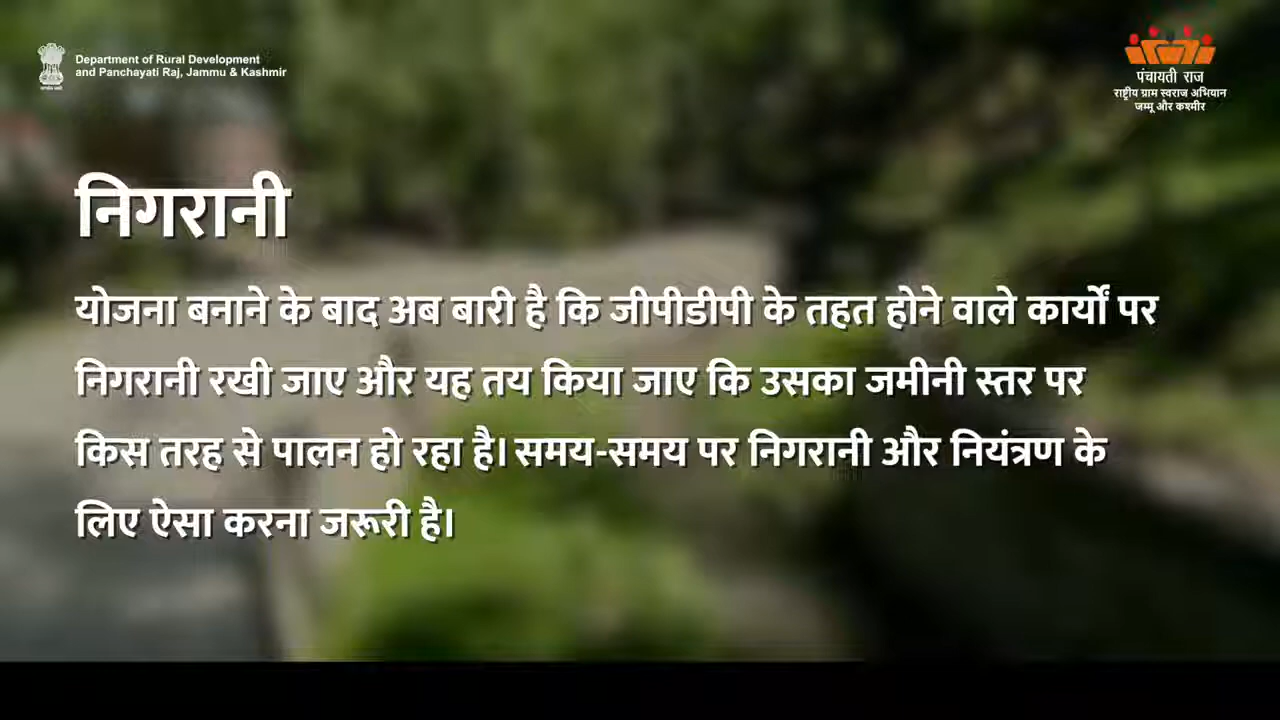 Department of Rural Development
and Panchayati Raj, Jammu & Kashmir
पंचायती राज
राष्ट्रीय ग्राम स्वराज अभियान
जम्मू और कश्मीर
निगरानी
योजना बनाने के बाद अब बारी है कि जीपीडीपी के तहत होने वाले कार्यों पर
निगरानी रखी जाए और यह तय किया जाए कि उसका जमीनी स्तर पर
किस तरह से पालन हो रहा है। समय-समय पर निगरानी और नियंत्रण के
लिए ऐसा करना जरूरी है।